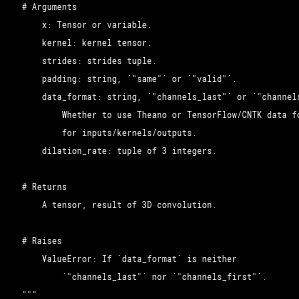 # Arguments
x: Tensor or variable.
kernel: kernel tensor.
strides: strides tuple.
padding: string, `"same"` or `"valid"`.
data_format: string, `"channels_last"` or `"channels
Whether to use Theano or TensorFlow/CNTK data fo
for inputs/kernels/outputs.
dilation_rate: tuple of 3 integers.
# Returns
A tensor, result of 3D convolution.
# Raises
ValueError: If `data_format` is neither
`"channels_last"` nor `"channels_first"`.
"""